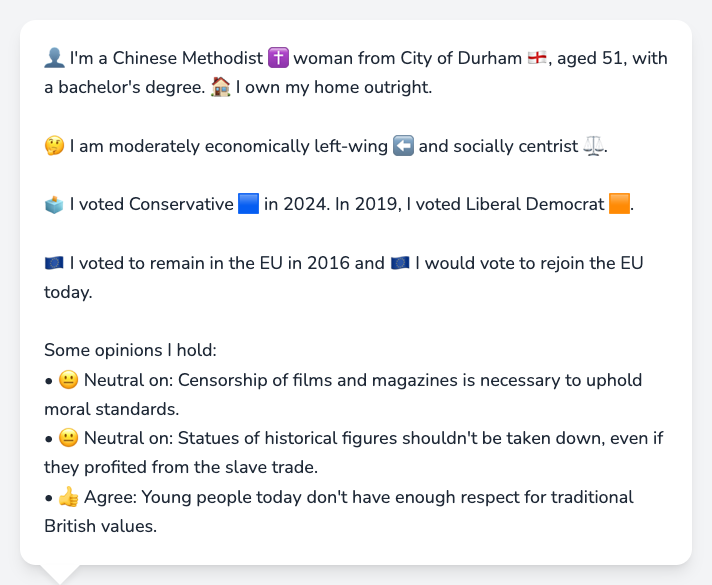 👤 I'm a Chinese Methodist ✝️ woman from City of Durham 🏴󠁧󠁢󠁥󠁮󠁧󠁿, aged 51, with
a bachelor's degree. 🏠 I own my home outright.
🤔 I am moderately economically left-wing ⬅️ and socially centrist ⚖️.
🗳️ I voted Conservative 🟦 in 2024. In 2019, I voted Liberal Democrat 🟧.
🇪🇺 I voted to remain in the EU in 2016 and 🇪🇺 I would vote to rejoin the EU
today.
Some opinions I hold:
• 😐 Neutral on: Censorship of films and magazines is necessary to uphold
moral standards.
• 😐 Neutral on: Statues of historical figures shouldn't be taken down, even if
they profited from the slave trade.
• 👍 Agree: Young people today don't have enough respect for traditional
British values.